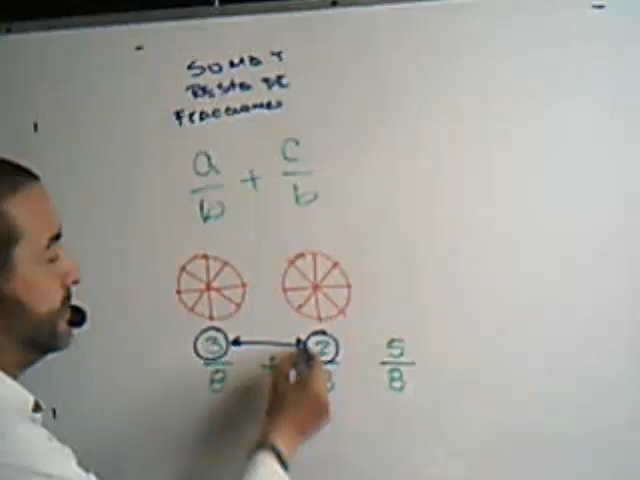 SUMA Y
RESTA DE
FRACCIONES
a/b + c/b
3/8 + 2/8 5/8